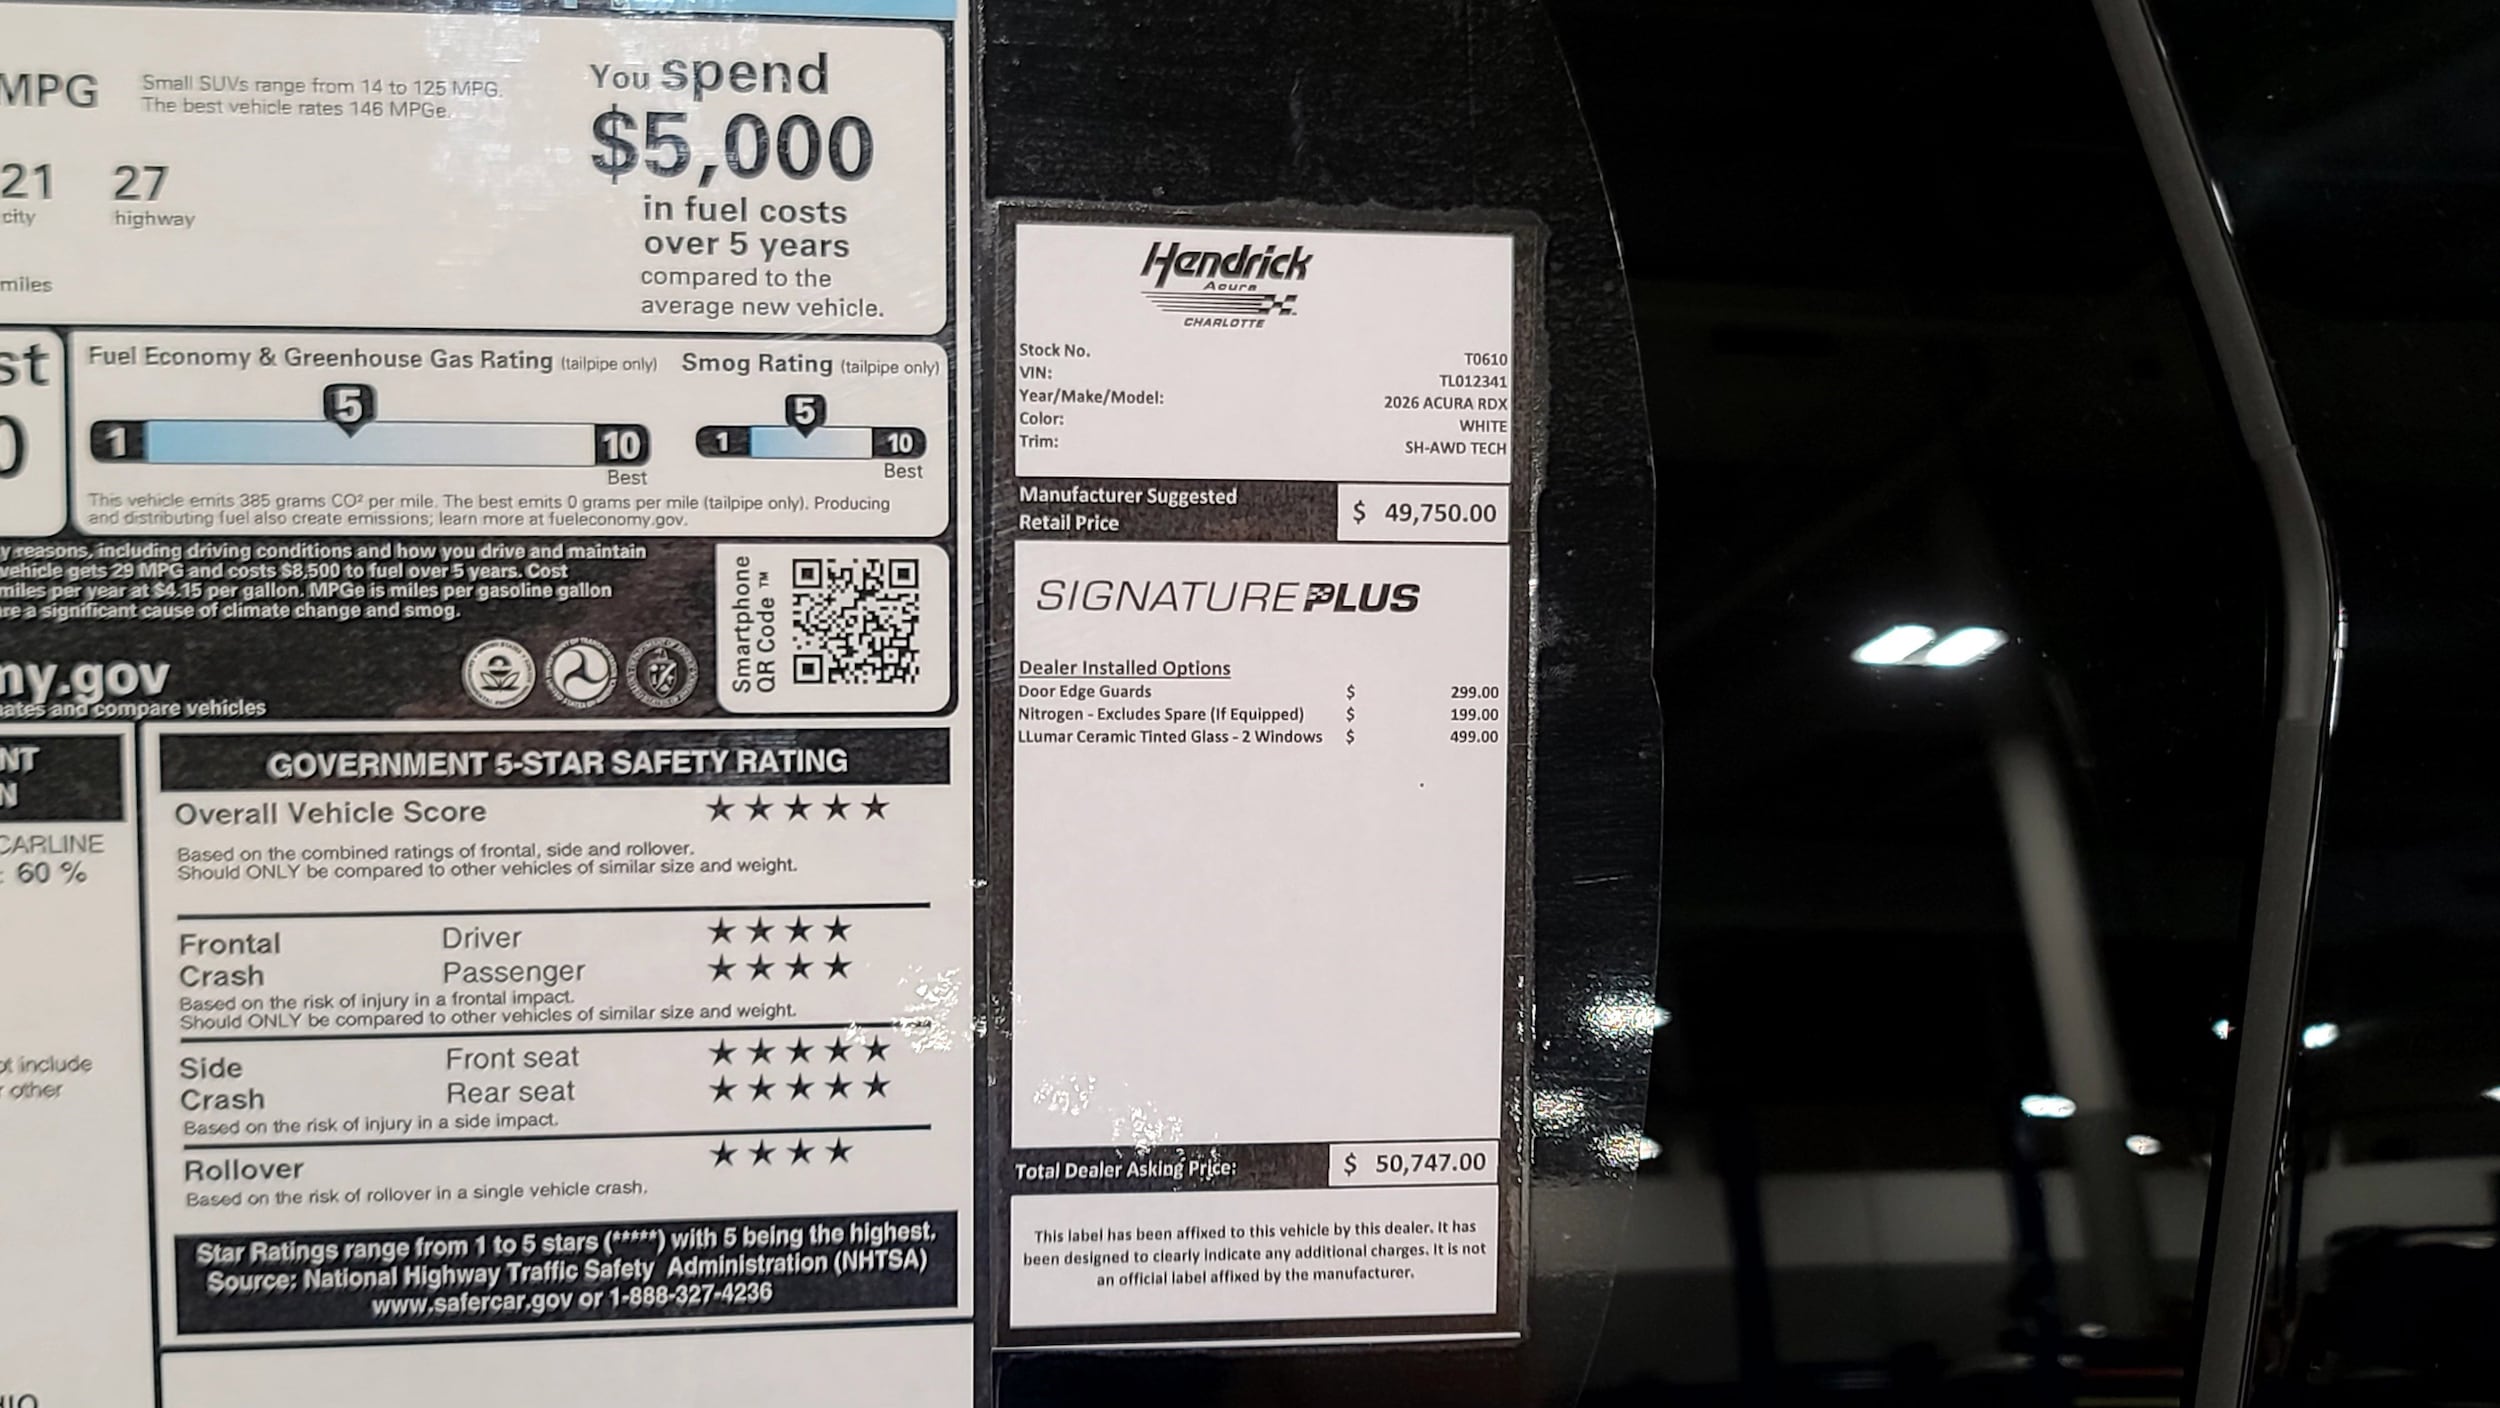 MPG
Small SUVs range from 14 to 125 MPG.
The best vehicle rates 146 MPGe.
You spend
$5,000
in fuel costs
over 5 years
compared to the
average new vehicle.
21 27
city highway
miles
st
0
Fuel Economy & Greenhouse Gas Rating (tailpipe only)
5
1 10
Best
Smog Rating (tailpipe only)
5
1 10
Best
This vehicle emits 385 grams CO² per mile. The best emits 0 grams per mile (tailpipe only). Producing
and distributing fuel also create emissions; learn more at fueleconomy.gov.
y reasons, including driving conditions and how you drive and maintain
vehicle gets 29 MPG and costs $8,500 to fuel over 5 years. Cost
miles per year at $4.15 per gallon. MPGe is miles per gasoline gallon
re a significant cause of climate change and smog.
my.gov
ates and compare vehicles
Smartphone
QR Code ™
NT
N
CARLINE
: 60 %
ot include
r other
GOVERNMENT 5-STAR SAFETY RATING
Overall Vehicle Score ★★★★★
Based on the combined ratings of frontal, side and rollover.
Should ONLY be compared to other vehicles of similar size and weight.
Frontal Driver ★★★★
Crash Passenger ★★★★
Based on the risk of injury in a frontal impact.
Should ONLY be compared to other vehicles of similar size and weight.
Side Front seat ★★★★★
Crash Rear seat ★★★★★
Based on the risk of injury in a side impact.
Rollover ★★★★
Based on the risk of rollover in a single vehicle crash.
Star Ratings range from 1 to 5 stars (*****) with 5 being the highest.
Source: National Highway Traffic Safety Administration (NHTSA)
www.safercar.gov or 1-888-327-4236
Hendrick
Acura
CHARLOTTE
Stock No. T0610
VIN: TL012341
Year/Make/Model: 2026 ACURA RDX
Color: WHITE
Trim: SH-AWD TECH
Manufacturer Suggested
Retail Price $ 49,750.00
SIGNATURE PLUS
Dealer Installed Options
Door Edge Guards $ 299.00
Nitrogen - Excludes Spare (If Equipped) $ 199.00
LLumar Ceramic Tinted Glass - 2 Windows $ 499.00
Total Dealer Asking Price: $ 50,747.00
This label has been affixed to this vehicle by this dealer. It has
been designed to clearly indicate any additional charges. It is not
an official label affixed by the manufacturer.